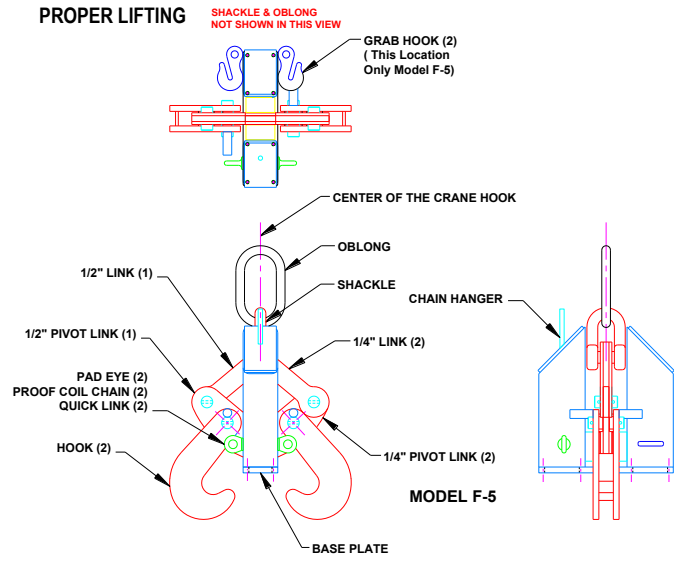 PROPER LIFTING
SHACKLE & OBLONG
NOT SHOWN IN THIS VIEW
GRAB HOOK (2)
( This Location
Only Model F-5)
CENTER OF THE CRANE HOOK
OBLONG
1/2" LINK (1)
SHACKLE
CHAIN HANGER
1/2" PIVOT LINK (1)
1/4" LINK (2)
PAD EYE (2)
PROOF COIL CHAIN (2)
QUICK LINK (2)
HOOK (2)
1/4" PIVOT LINK (2)
MODEL F-5
BASE PLATE